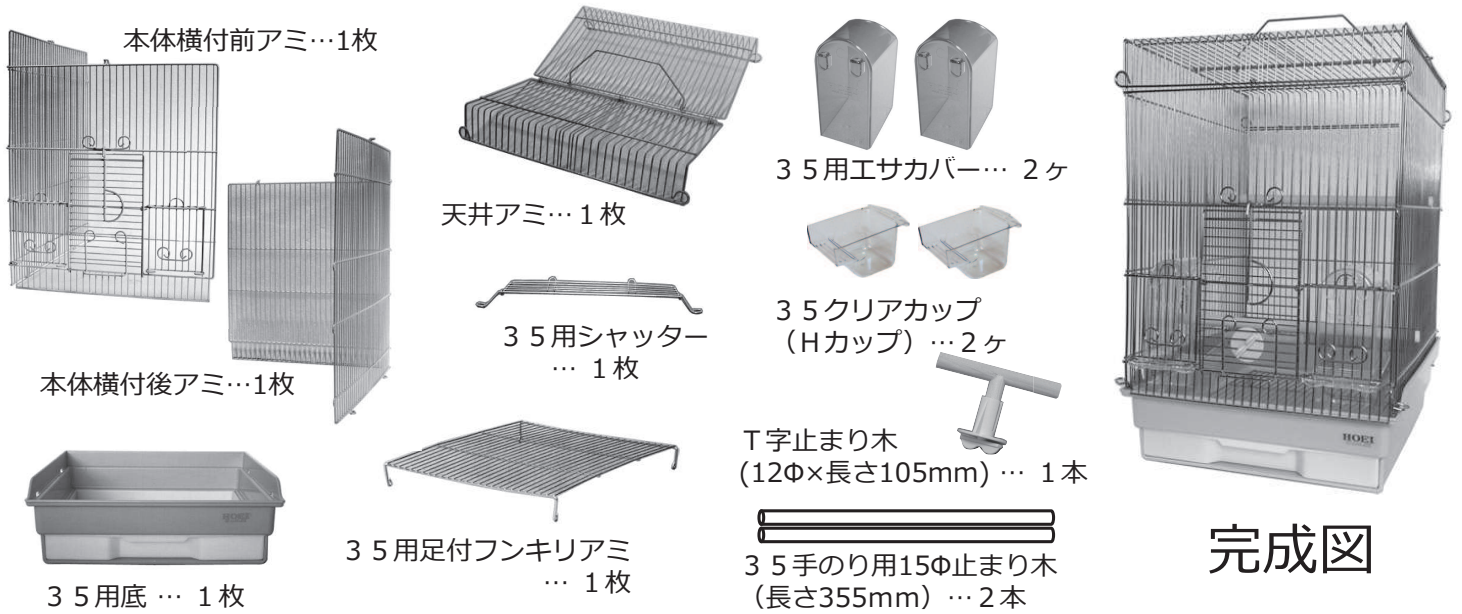 本体横付前アミ…1枚
本体横付後アミ…1枚
天井アミ…１枚
３５用シャッター
… １枚
３５用エサカバー… ２ヶ
３５クリアカップ
（Ｈカップ）…２ヶ
Ｔ字止まり木
(12Φ×長さ105mm) … １本
HOEI
３５用底 … １枚
３５用足付フンキリアミ
… １枚
３５手のり用15Φ止まり木
（長さ355mm）…２本
HOEI
完成図